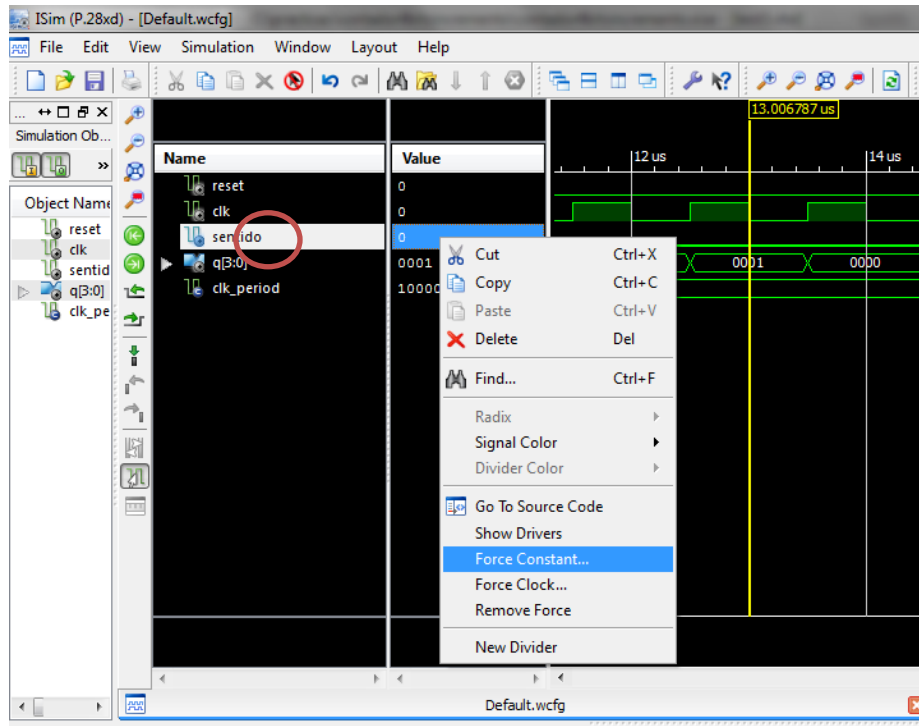 ISim (P.28xd) - [Default.wcfg]
File Edit View Simulation Window Layout Help
...
Simulation Ob...
»
Object Name
reset
clk
sentid
q[3:0]
clk_pe
Name
reset
clk
sentido
q[3:0]
clk_period
Value
0
0
0
0001
10000
13.006787 us
12 us 14 us
0001 0000
Cut Ctrl+X
Copy Ctrl+C
Paste Ctrl+V
Delete Del
Find... Ctrl+F
Radix
Signal Color
Divider Color
Go To Source Code
Show Drivers
Force Constant...
Force Clock...
Remove Force
New Divider
Default.wcfg